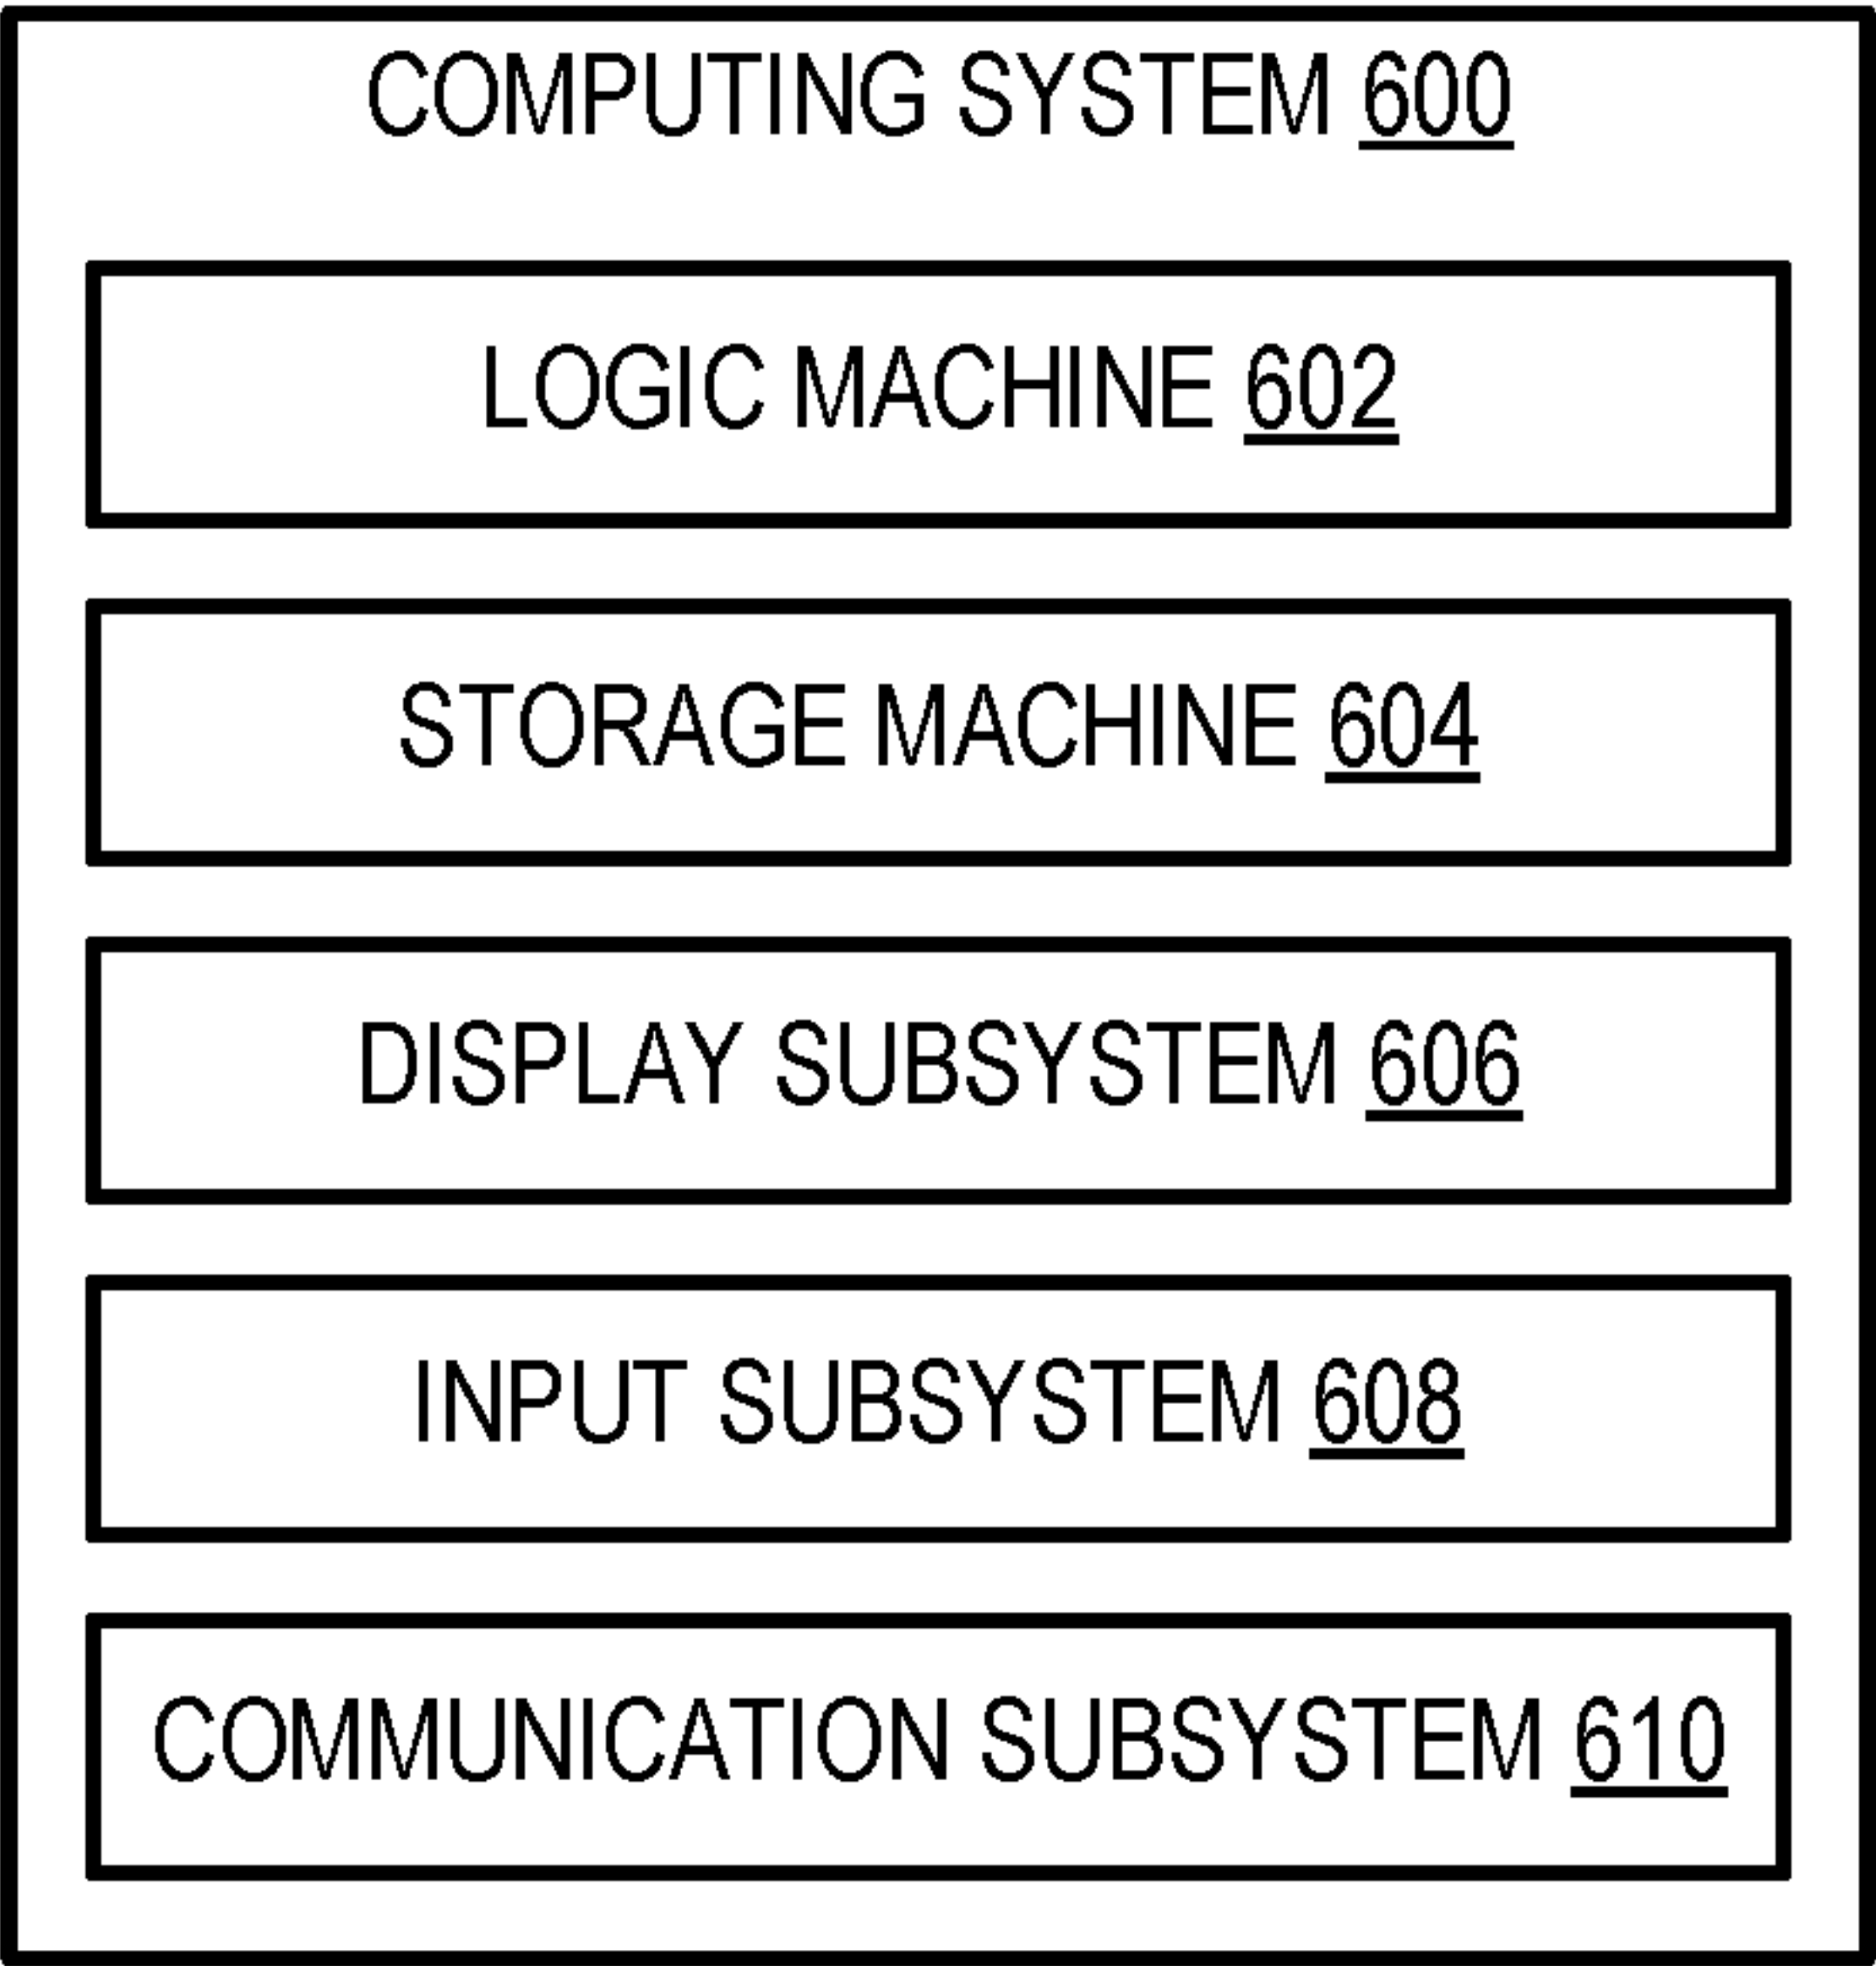 COMPUTING SYSTEM 600
LOGIC MACHINE 602
STORAGE MACHINE 604
DISPLAY SUBSYSTEM 606
INPUT SUBSYSTEM 608
COMMUNICATION SUBSYSTEM 610